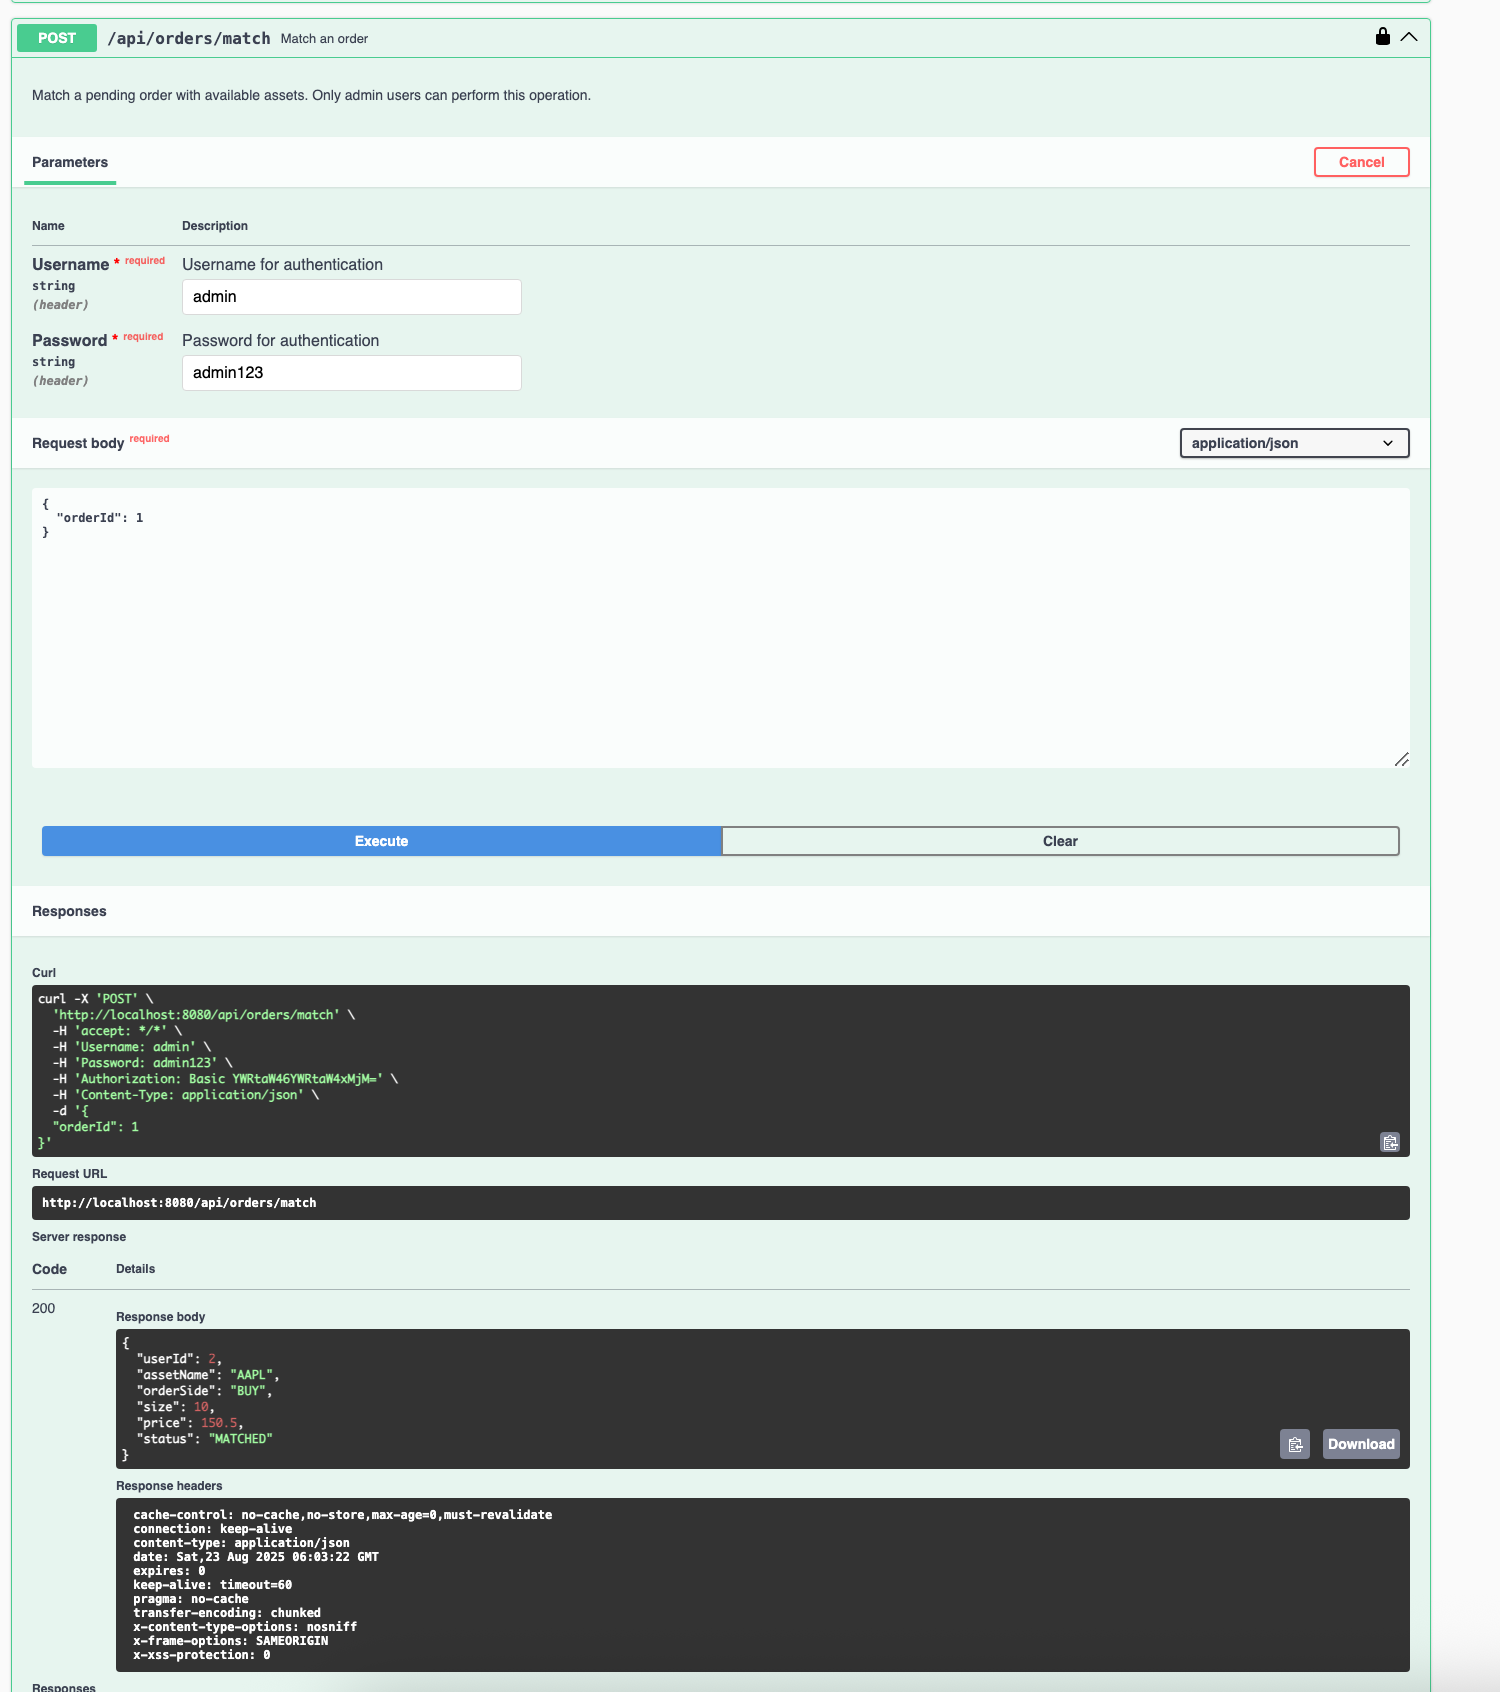 POST /api/orders/match Match an order
Match a pending order with available assets. Only admin users can perform this operation.
Parameters
Cancel
Name Description
Username * required Username for authentication
string
(header)
admin
Password * required Password for authentication
string
(header)
admin123
Request body required
application/json
{
  "orderId": 1
}
Execute
Clear
Responses
Curl
curl -X 'POST' \
  'http://localhost:8080/api/orders/match' \
  -H 'accept: */*' \
  -H 'Username: admin' \
  -H 'Password: admin123' \
  -H 'Authorization: Basic YWRtaW46YWRtaW4xMjM=' \
  -H 'Content-Type: application/json' \
  -d '{
  "orderId": 1
}'
Request URL
http://localhost:8080/api/orders/match
Server response
Code Details
200
Response body
{
  "userId": 2,
  "assetName": "AAPL",
  "orderSide": "BUY",
  "size": 10,
  "price": 150.5,
  "status": "MATCHED"
}
Download
Response headers
cache-control: no-cache,no-store,max-age=0,must-revalidate
connection: keep-alive
content-type: application/json
date: Sat,23 Aug 2025 06:03:22 GMT
expires: 0
keep-alive: timeout=60
pragma: no-cache
transfer-encoding: chunked
x-content-type-options: nosniff
x-frame-options: SAMEORIGIN
x-xss-protection: 0
Responses